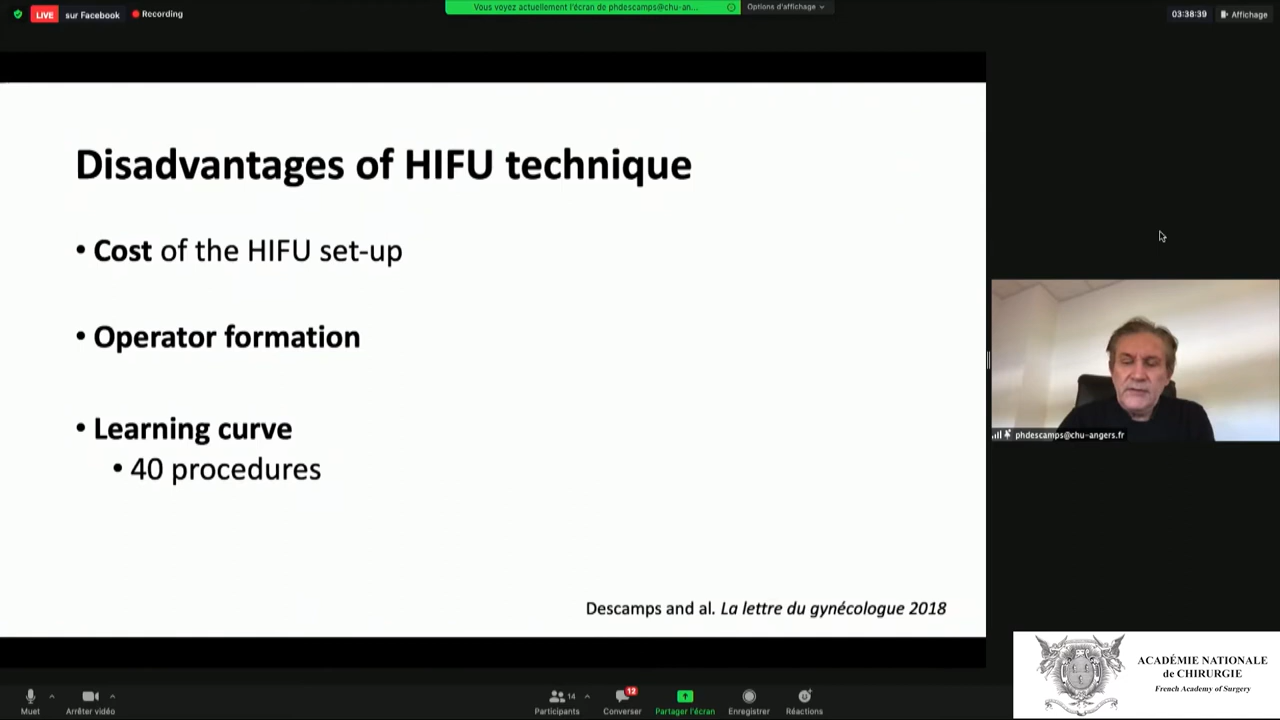 LIVE sur Facebook Recording
Vous voyez actuellement l'écran de phdescamps@chu-an...
Options d'affichage
03:38:39
Affichage
Disadvantages of HIFU technique
• Cost of the HIFU set-up
• Operator formation
• Learning curve
• 40 procedures
Descamps and al. La lettre du gynécologue 2018
phdescamps@chu-angers.fr
ACADÉMIE NATIONALE
de CHIRURGIE
French Academy of Surgery
Muet
Arrêter vidéo
14
Participants
12
Converser
Partager l'écran
Enregistrer
Réactions